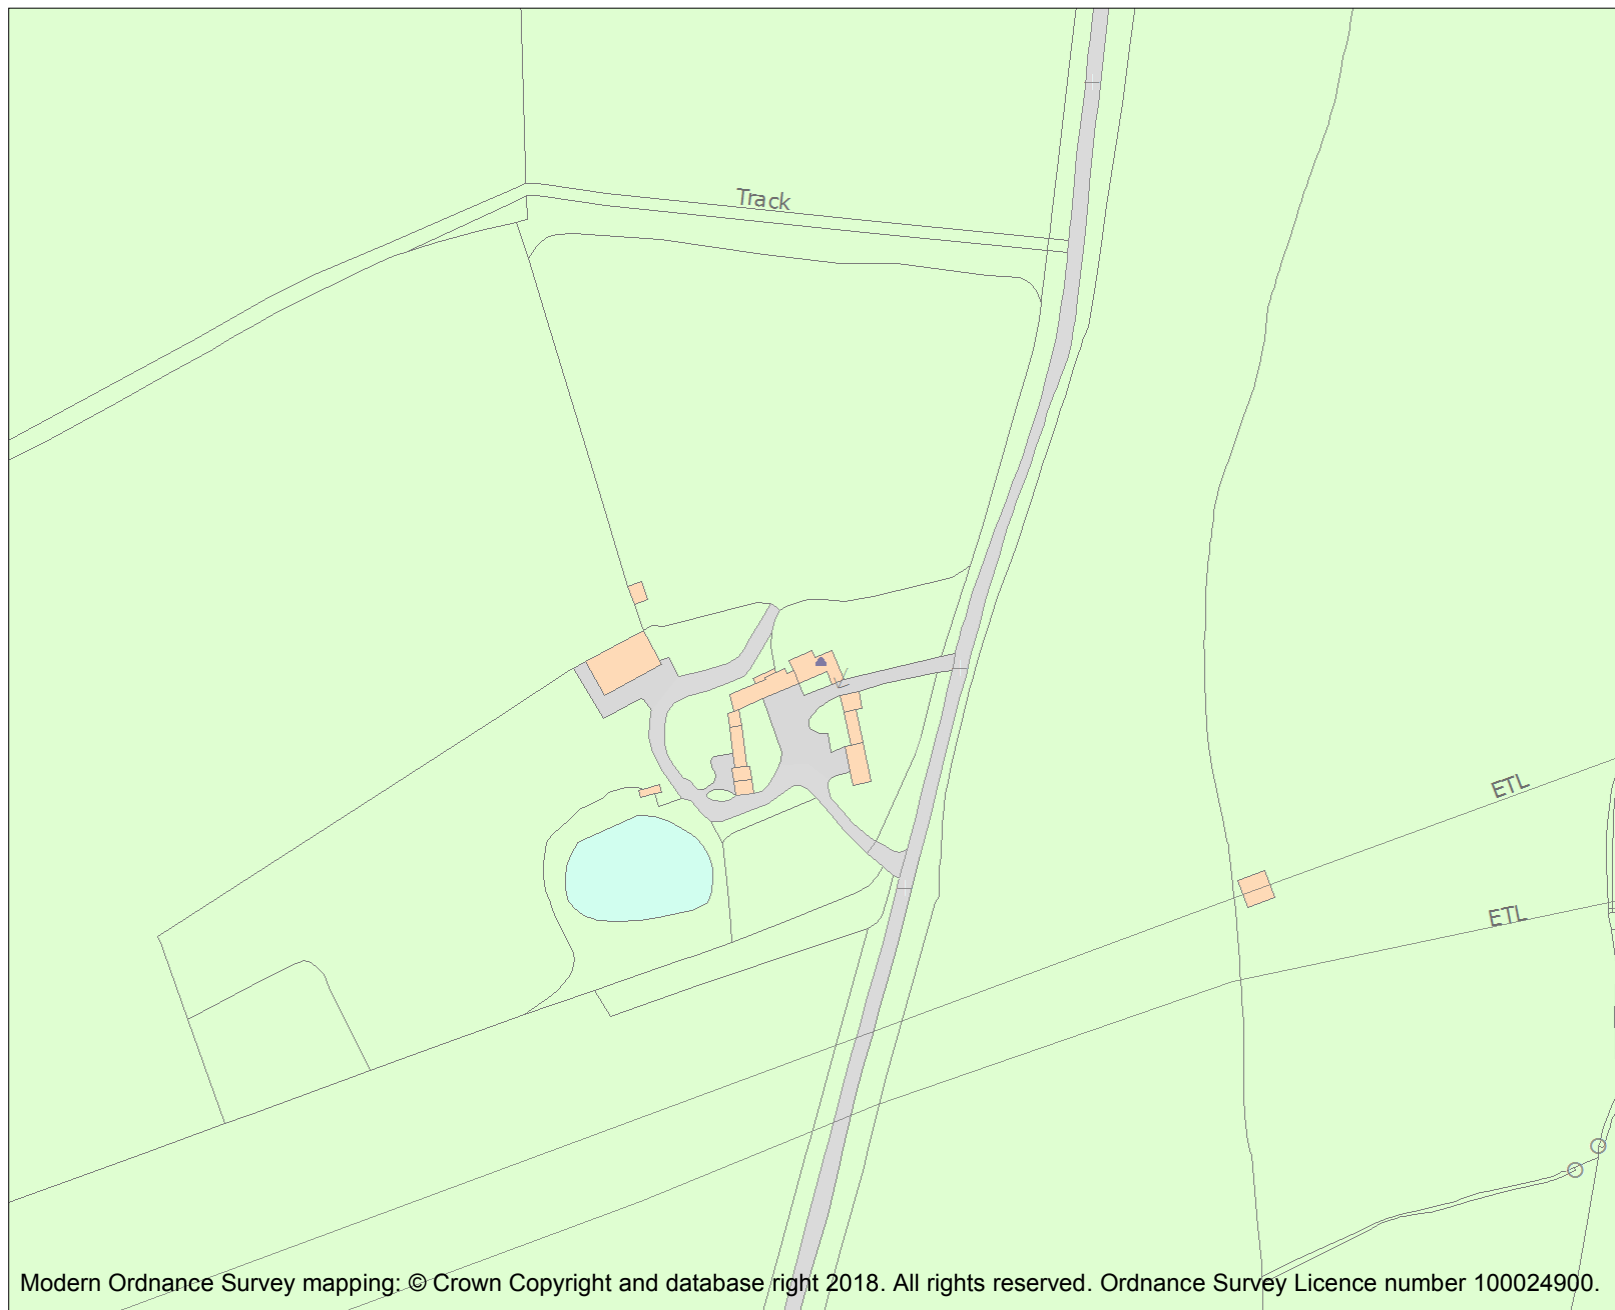 Track
ETL
ETL
Modern Ordnance Survey mapping: © Crown Copyright and database right 2018. All rights reserved. Ordnance Survey Licence number 100024900.